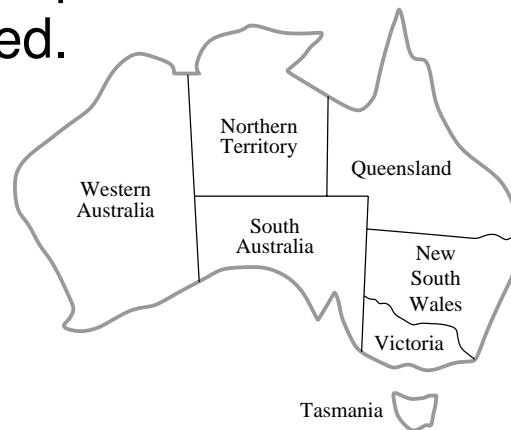 ed.
Northern
Territory
Queensland
Western
Australia
South
Australia
New
South
Wales
Victoria
Tasmania